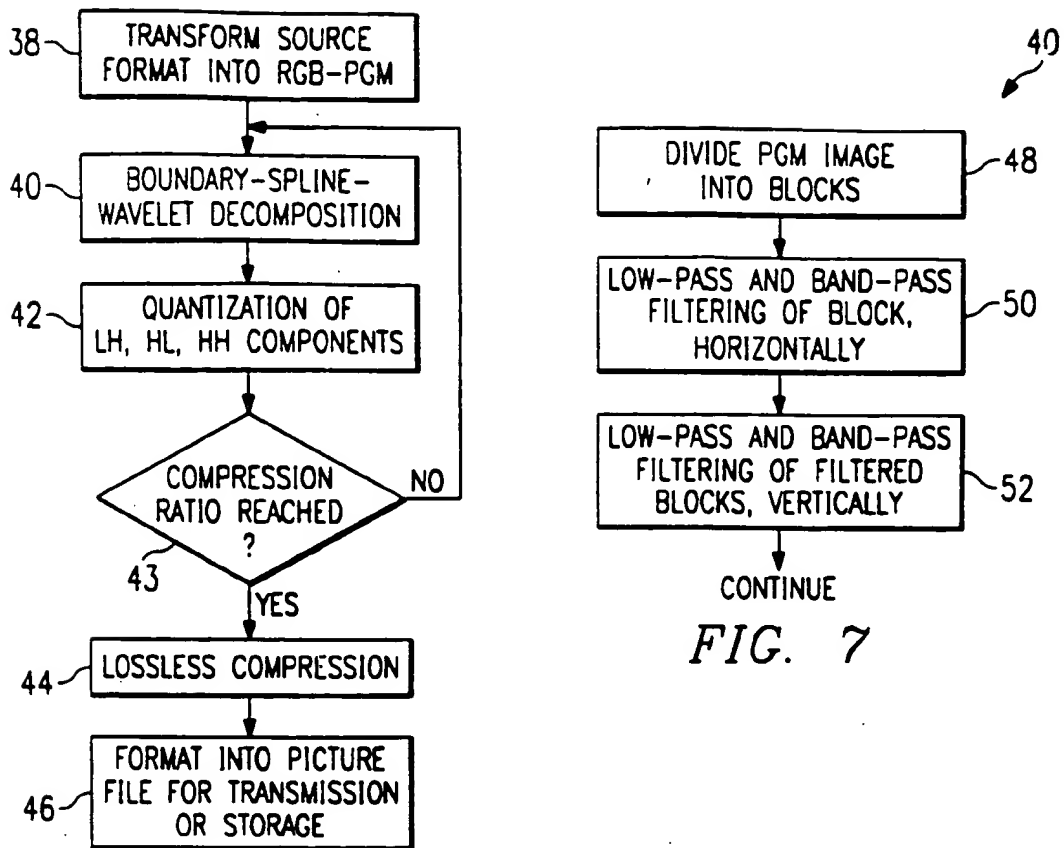 38
TRANSFORM SOURCE
FORMAT INTO RGB-PGM
40
BOUNDARY-SPLINE-
WAVELET DECOMPOSITION
42
QUANTIZATION OF
LH, HL, HH COMPONENTS
COMPRESSION
RATIO REACHED
?
NO
43
YES
44
LOSSLESS COMPRESSION
46
FORMAT INTO PICTURE
FILE FOR TRANSMISSION
OR STORAGE
40
DIVIDE PGM IMAGE
INTO BLOCKS
48
LOW-PASS AND BAND-PASS
FILTERING OF BLOCK,
HORIZONTALLY
50
LOW-PASS AND BAND-PASS
FILTERING OF FILTERED
BLOCKS, VERTICALLY
52
CONTINUE
FIG. 7